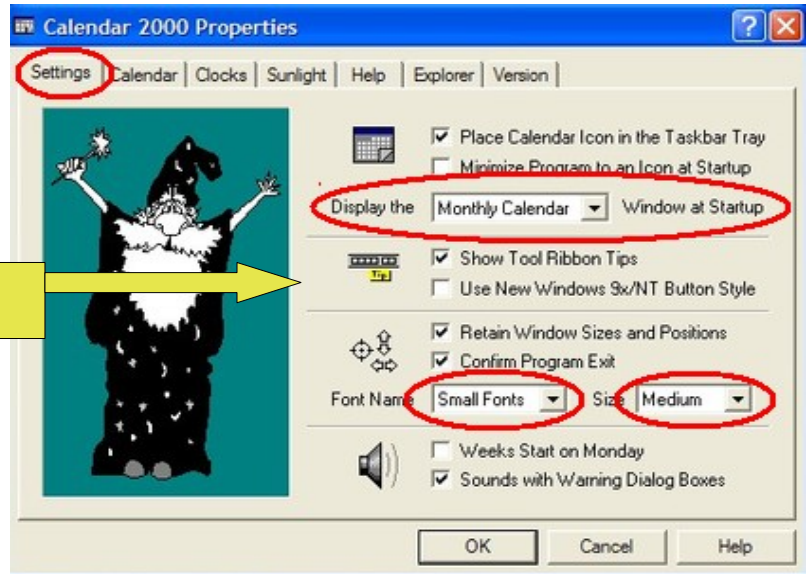 Calendar 2000 Properties
Settings Calendar Clocks Sunlight Help Explorer Version
Place Calendar Icon in the Taskbar Tray
Minimize Program to an Icon at Startup
Display the Monthly Calendar Window at Startup
Show Tool Ribbon Tips
Tip
Use New Windows 9x/NT Button Style
Retain Window Sizes and Positions
Confirm Program Exit
Font Name Small Fonts Size Medium
Weeks Start on Monday
Sounds with Warning Dialog Boxes
OK Cancel Help